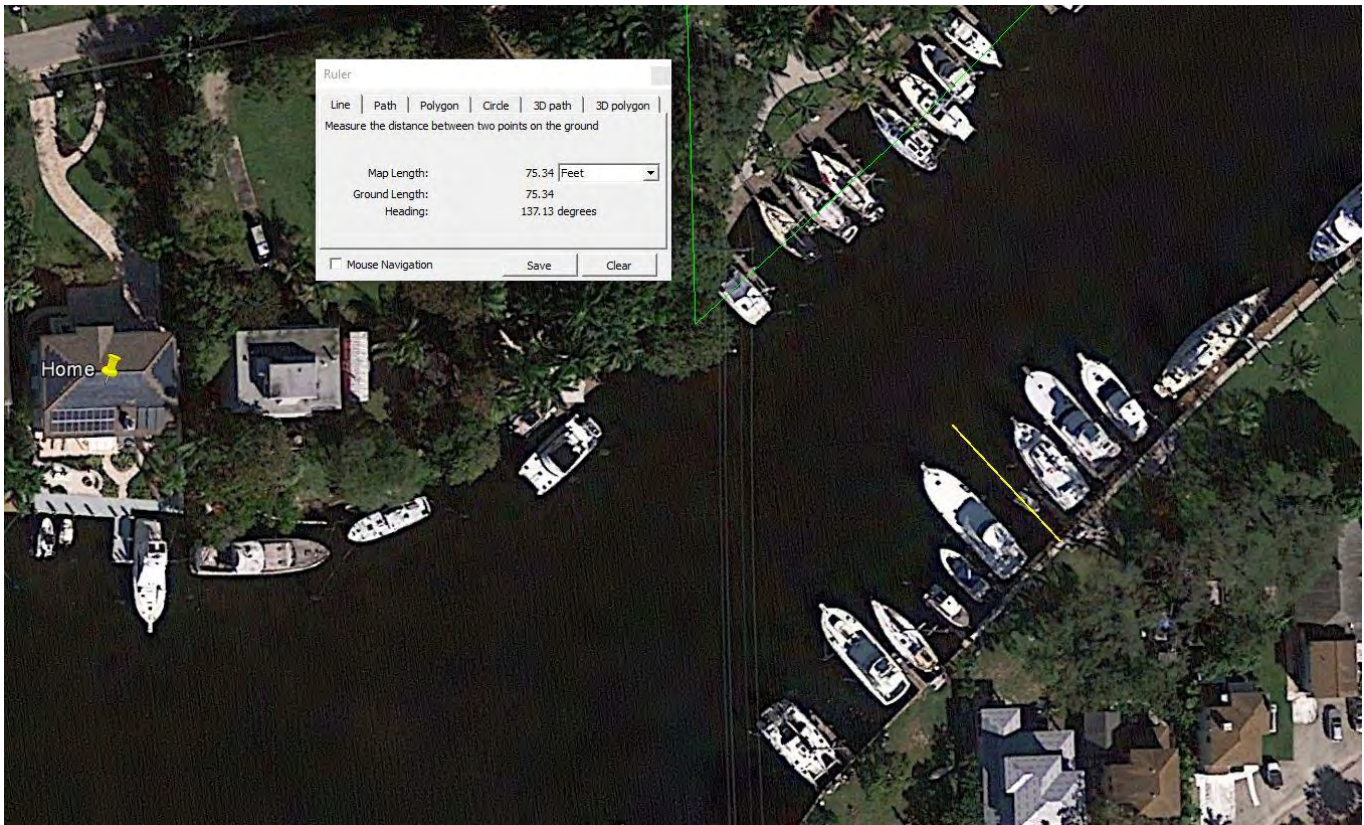 Ruler
Line Path Polygon Circle 3D path 3D polygon
Measure the distance between two points on the ground
Map Length: 75.34 Feet
Ground Length: 75.34
Heading: 137.13 degrees
Mouse Navigation Save Clear
Home